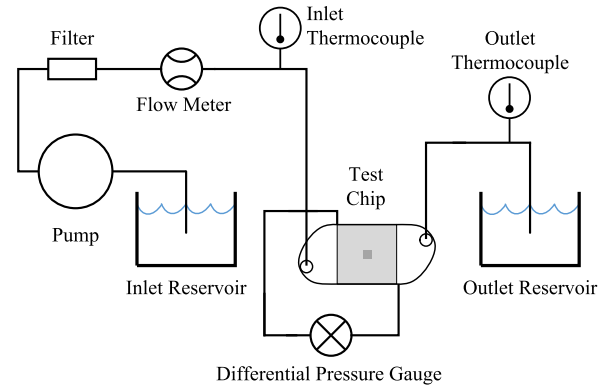 Inlet
Thermocouple
Filter
Outlet
Thermocouple
Flow Meter
Test
Chip
Pump
Inlet Reservoir
Outlet Reservoir
Differential Pressure Gauge